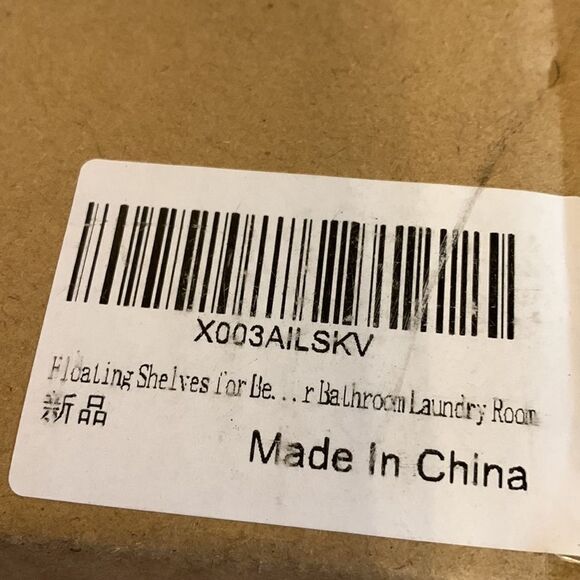 X003AILSKV
Floating Shelves for Be...r Bathroom Laundry Room
新品
Made In China